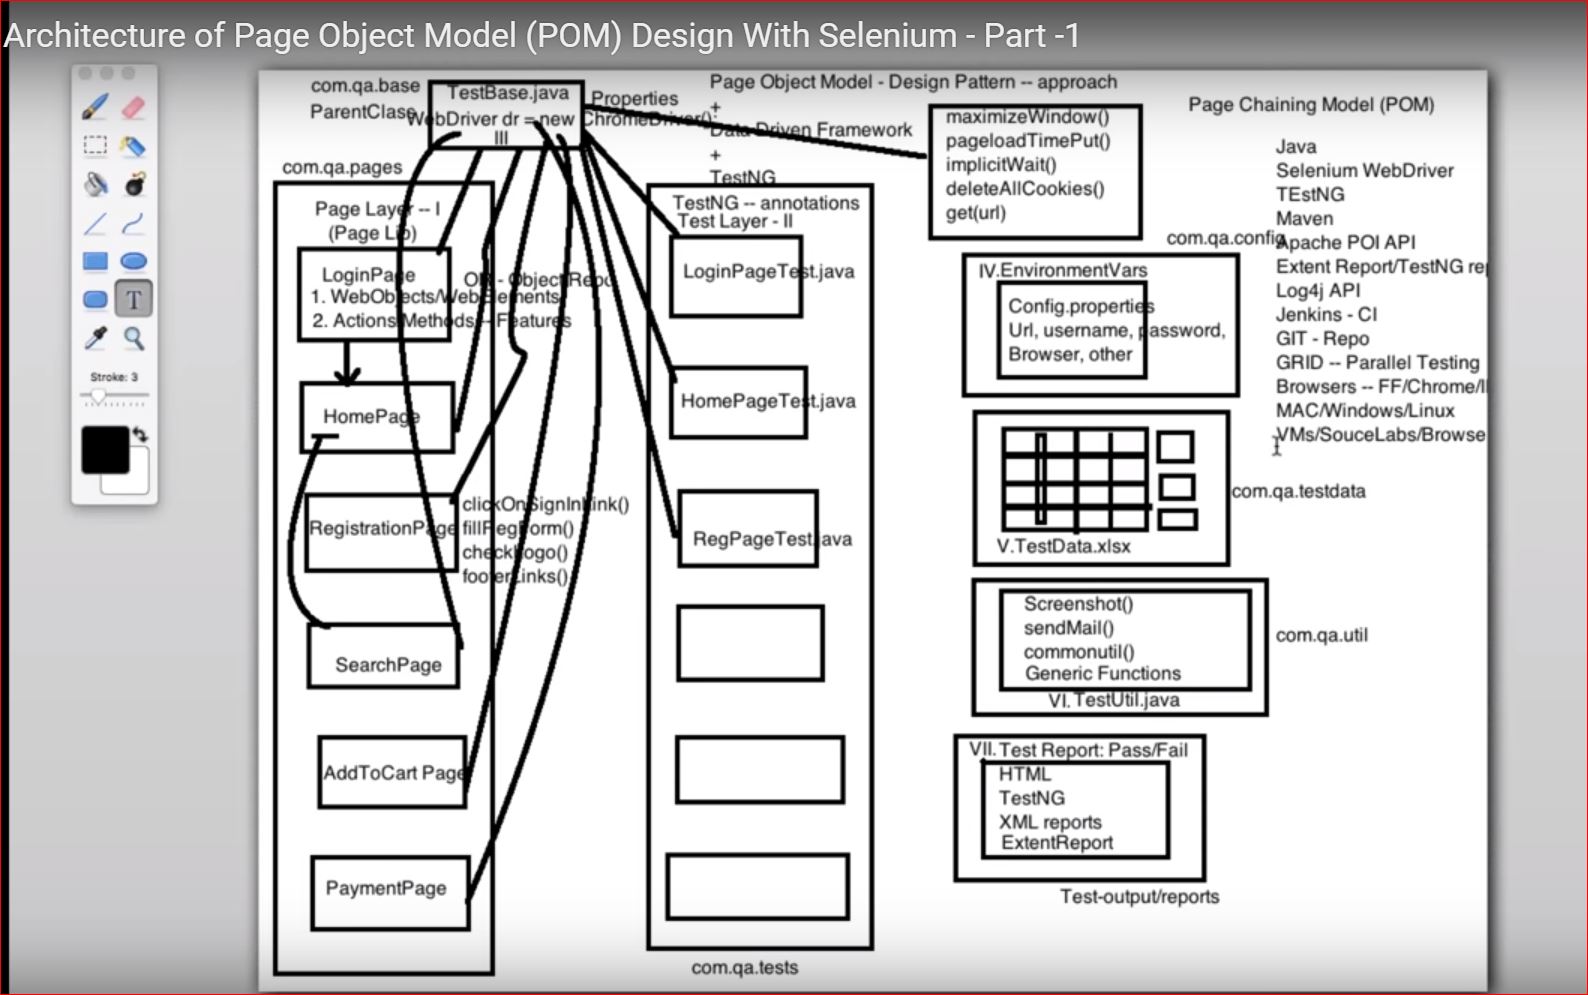 Architecture of Page Object Model (POM) Design With Selenium - Part -1
Stroke: 3
T
com.qa.base
ParentClass
TestBase.java
WebDriver dr = new ChromeDriver();
III
Properties
Page Object Model - Design Pattern -- approach
+
Data Driven Framework
+
TestNG
com.qa.pages
Page Layer -- I
(Page Lib)
LoginPage
OR - Object Repo
1. WebObjects/WebElements
2. Actions/Methods -- Features
HomePage
RegistrationPage
clickOnSignInLink()
fillRegForm()
checkLogo()
footerLinks()
SearchPage
AddToCart Page
PaymentPage
TestNG -- annotations
Test Layer - II
LoginPageTest.java
HomePageTest.java
RegPageTest.java
com.qa.tests
maximizeWindow()
pageloadTimePut()
implicitWait()
deleteAllCookies()
get(url)
com.qa.config
IV.EnvironmentVars
Config.properties
Url, username, password,
Browser, other
com.qa.testdata
V.TestData.xlsx
Screenshot()
sendMail()
commonutil()
Generic Functions
VI.TestUtil.java
com.qa.util
VII.Test Report: Pass/Fail
HTML
TestNG
XML reports
ExtentReport
Test-output/reports
Page Chaining Model (POM)
Java
Selenium WebDriver
TEstNG
Maven
Apache POI API
Extent Report/TestNG rep
Log4j API
Jenkins - CI
GIT - Repo
GRID -- Parallel Testing
Browsers -- FF/Chrome/I
MAC/Windows/Linux
VMs/SouceLabs/Browse